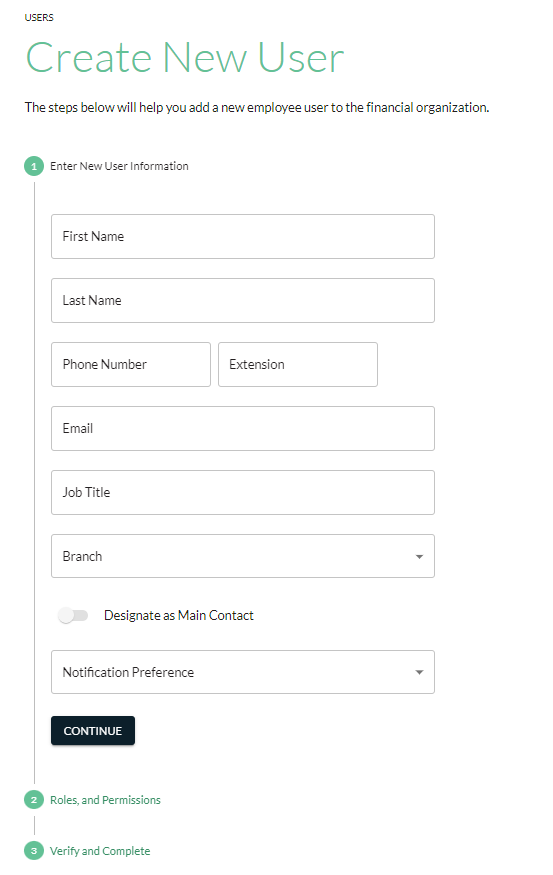 USERS
Create New User
The steps below will help you add a new employee user to the financial organization.
1 Enter New User Information
First Name
Last Name
Phone Number Extension
Email
Job Title
Branch
Designate as Main Contact
Notification Preference
CONTINUE
2 Roles, and Permissions
3 Verify and Complete